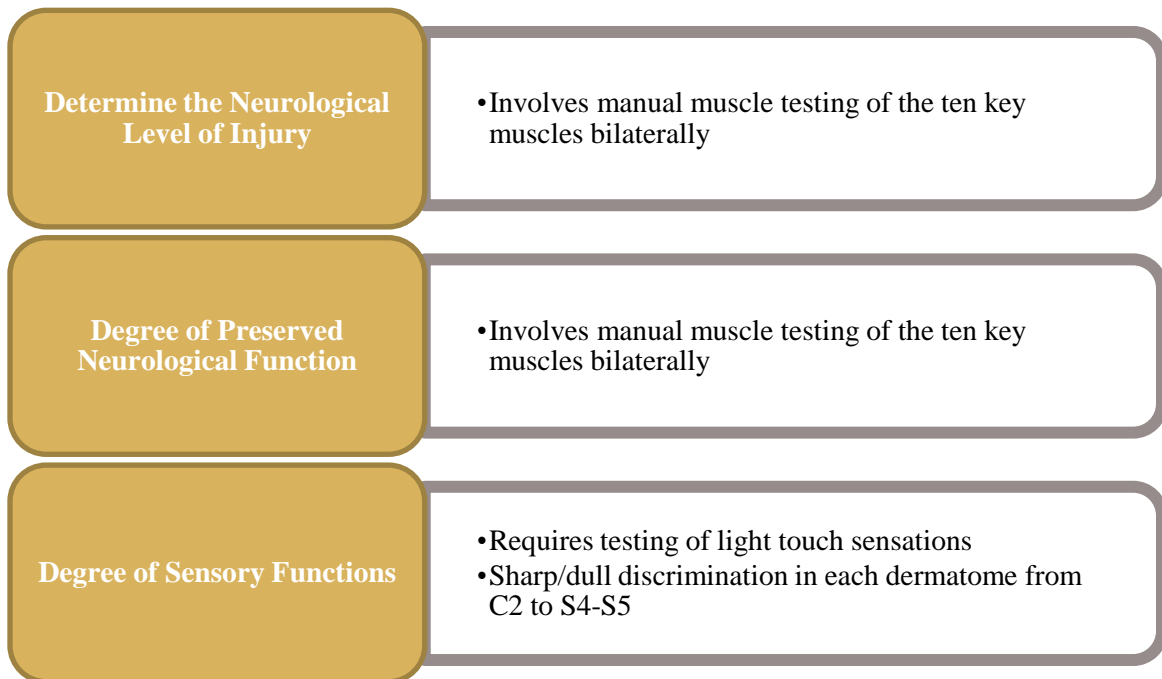 Determine the Neurological
Level of Injury
•Involves manual muscle testing of the ten key
muscles bilaterally
Degree of Preserved
Neurological Function
•Involves manual muscle testing of the ten key
muscles bilaterally
Degree of Sensory Functions
•Requires testing of light touch sensations
•Sharp/dull discrimination in each dermatome from
C2 to S4-S5